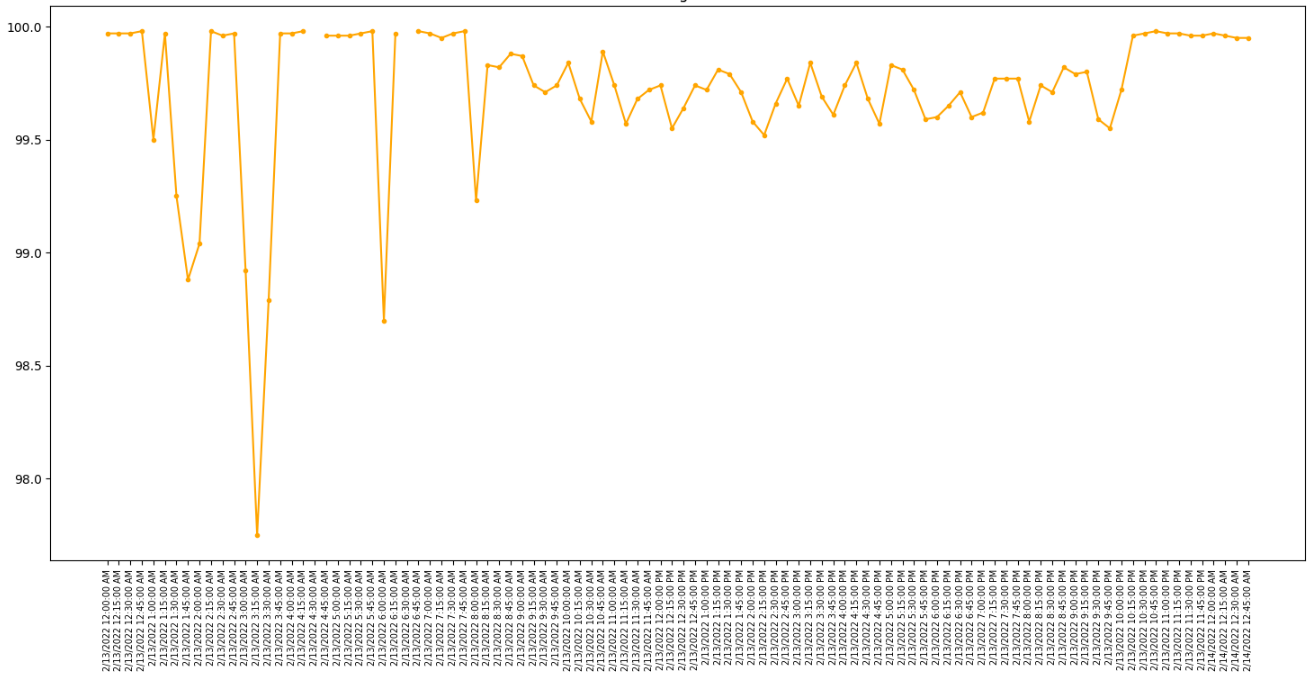 100.0
99.5
99.0
98.5
98.0
2/13/2022 12:00:00 AM
2/13/2022 12:15:00 AM
2/13/2022 12:30:00 AM
2/13/2022 12:45:00 AM
2/13/2022 1:00:00 AM
2/13/2022 1:15:00 AM
2/13/2022 1:30:00 AM
2/13/2022 1:45:00 AM
2/13/2022 2:00:00 AM
2/13/2022 2:15:00 AM
2/13/2022 2:30:00 AM
2/13/2022 2:45:00 AM
2/13/2022 3:00:00 AM
2/13/2022 3:15:00 AM
2/13/2022 3:30:00 AM
2/13/2022 3:45:00 AM
2/13/2022 4:00:00 AM
2/13/2022 4:15:00 AM
2/13/2022 4:30:00 AM
2/13/2022 4:45:00 AM
2/13/2022 5:00:00 AM
2/13/2022 5:15:00 AM
2/13/2022 5:30:00 AM
2/13/2022 5:45:00 AM
2/13/2022 6:00:00 AM
2/13/2022 6:15:00 AM
2/13/2022 6:30:00 AM
2/13/2022 6:45:00 AM
2/13/2022 7:00:00 AM
2/13/2022 7:15:00 AM
2/13/2022 7:30:00 AM
2/13/2022 7:45:00 AM
2/13/2022 8:00:00 AM
2/13/2022 8:15:00 AM
2/13/2022 8:30:00 AM
2/13/2022 8:45:00 AM
2/13/2022 9:00:00 AM
2/13/2022 9:15:00 AM
2/13/2022 9:30:00 AM
2/13/2022 9:45:00 AM
2/13/2022 10:00:00 AM
2/13/2022 10:15:00 AM
2/13/2022 10:30:00 AM
2/13/2022 10:45:00 AM
2/13/2022 11:00:00 AM
2/13/2022 11:15:00 AM
2/13/2022 11:30:00 AM
2/13/2022 11:45:00 AM
2/13/2022 12:00:00 PM
2/13/2022 12:15:00 PM
2/13/2022 12:30:00 PM
2/13/2022 12:45:00 PM
2/13/2022 1:00:00 PM
2/13/2022 1:15:00 PM
2/13/2022 1:30:00 PM
2/13/2022 1:45:00 PM
2/13/2022 2:00:00 PM
2/13/2022 2:15:00 PM
2/13/2022 2:30:00 PM
2/13/2022 2:45:00 PM
2/13/2022 3:00:00 PM
2/13/2022 3:15:00 PM
2/13/2022 3:30:00 PM
2/13/2022 3:45:00 PM
2/13/2022 4:00:00 PM
2/13/2022 4:15:00 PM
2/13/2022 4:30:00 PM
2/13/2022 4:45:00 PM
2/13/2022 5:00:00 PM
2/13/2022 5:15:00 PM
2/13/2022 5:30:00 PM
2/13/2022 5:45:00 PM
2/13/2022 6:00:00 PM
2/13/2022 6:15:00 PM
2/13/2022 6:30:00 PM
2/13/2022 6:45:00 PM
2/13/2022 7:00:00 PM
2/13/2022 7:15:00 PM
2/13/2022 7:30:00 PM
2/13/2022 7:45:00 PM
2/13/2022 8:00:00 PM
2/13/2022 8:15:00 PM
2/13/2022 8:30:00 PM
2/13/2022 8:45:00 PM
2/13/2022 9:00:00 PM
2/13/2022 9:15:00 PM
2/13/2022 9:30:00 PM
2/13/2022 9:45:00 PM
2/13/2022 10:00:00 PM
2/13/2022 10:15:00 PM
2/13/2022 10:30:00 PM
2/13/2022 10:45:00 PM
2/13/2022 11:00:00 PM
2/13/2022 11:15:00 PM
2/13/2022 11:30:00 PM
2/13/2022 11:45:00 PM
2/14/2022 12:00:00 AM
2/14/2022 12:15:00 AM
2/14/2022 12:30:00 AM
2/14/2022 12:45:00 AM